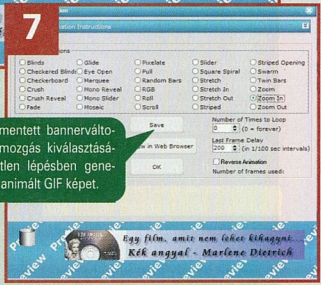 7
Instructions
Blinds Glide Pixelate Slider Striped Opening
Checkered Blinds Eye Open Pull Square Spiral Swarm
Checkerboard Marquee Random Bars Stretch Twin Bars
Crush Mono Reveal RGB Stretch In Zoom
Crush Reveal Mono Slider Roll Stretch Out Zoom In
Fade Mosaic Scroll Striped Zoom Out
Save
in Web Browser
OK
Number of Times to Loop
0 (0 = forever)
Last Frame Delay
200 (in 1/100 sec intervals)
Reverse Animation
Number of frames used:
mentett bannerválto-
mozgás kiválasztásá-
tlen lépésben gene-
animált GIF képet.
Egy film, amit nem lehet kihagyni...
Kék angyal - Marlene Dietrich
Preview